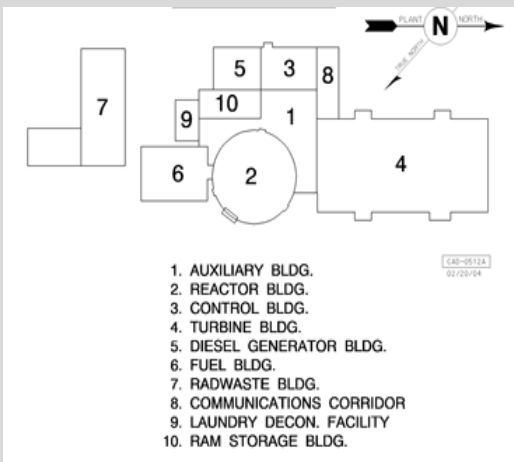 PLANT N NORTH
TRUE NORTH
5
3
8
7
10
1
9
6
2
4
CAD-0512A
02/20/04
1. AUXILIARY BLDG.
2. REACTOR BLDG.
3. CONTROL BLDG.
4. TURBINE BLDG.
5. DIESEL GENERATOR BLDG.
6. FUEL BLDG.
7. RADWASTE BLDG.
8. COMMUNICATIONS CORRIDOR
9. LAUNDRY DECON. FACILITY
10. RAM STORAGE BLDG.